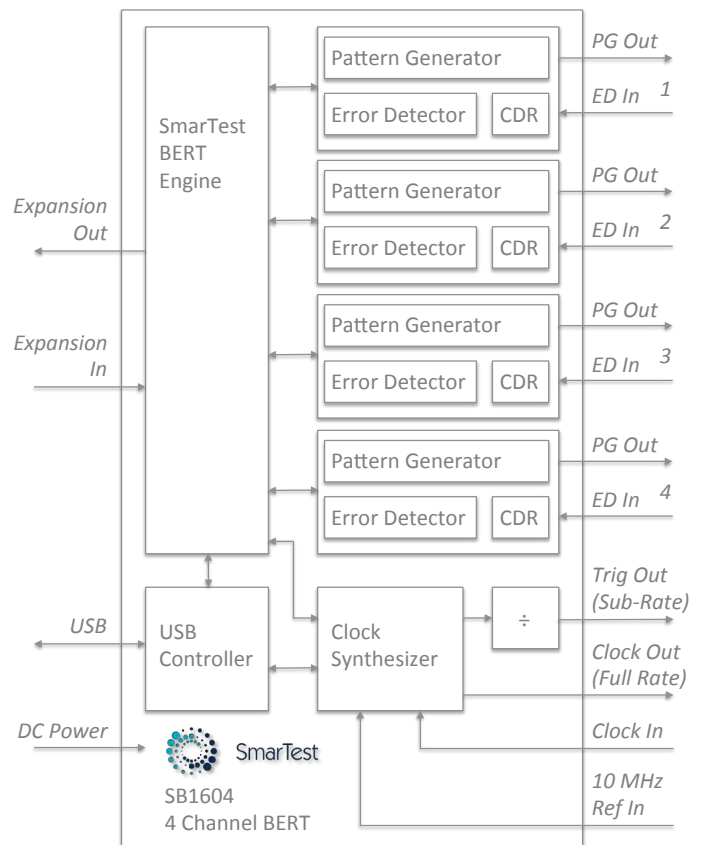 PG Out
Pattern Generator
ED In 1
Error Detector
CDR
SmarTest
BERT
Engine
PG Out
Pattern Generator
ED In 2
Error Detector
CDR
Expansion
Out
PG Out
Pattern Generator
ED In 3
Error Detector
CDR
Expansion
In
PG Out
Pattern Generator
ED In 4
Error Detector
CDR
Trig Out
(Sub-Rate)
÷
USB
USB
Controller
Clock
Synthesizer
Clock Out
(Full Rate)
DC Power
SmarTest
Clock In
SB1604
4 Channel BERT
10 MHz
Ref In